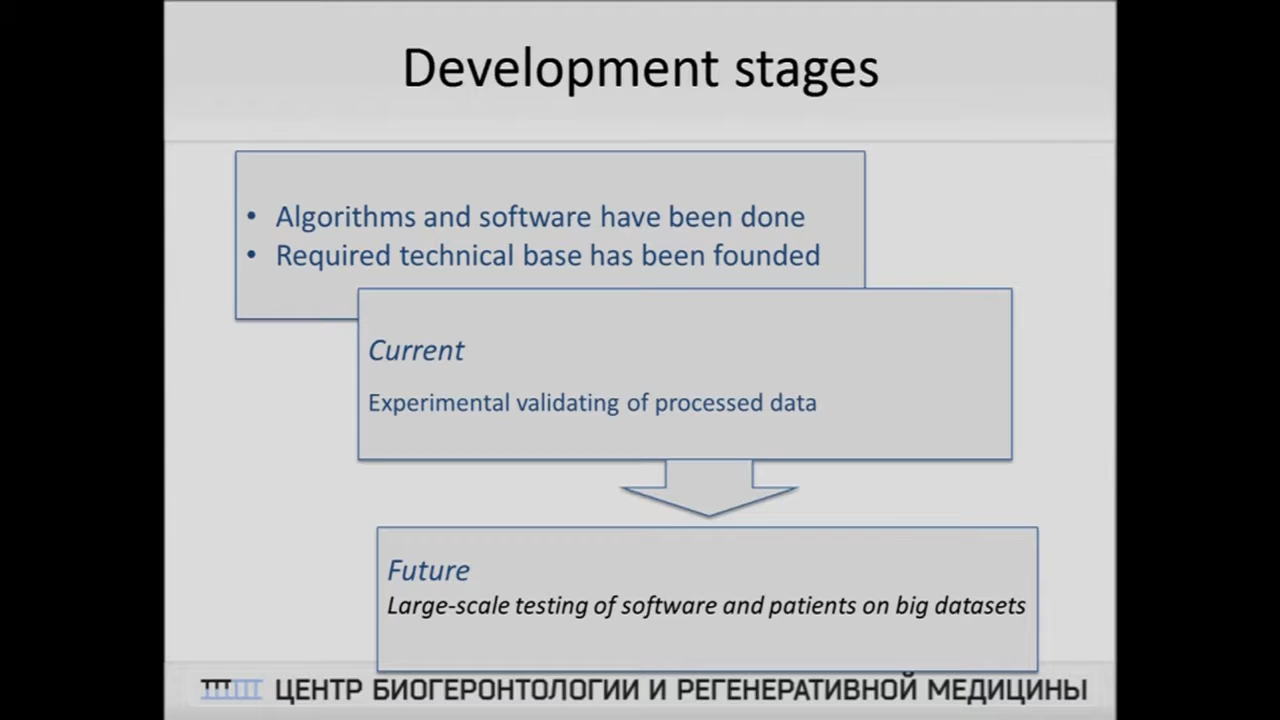 Development stages
• Algorithms and software have been done
• Required technical base has been founded
Current
Experimental validating of processed data
Future
Large-scale testing of software and patients on big datasets
ЦЕНТР БИОГЕРОНТОЛОГИИ И РЕГЕНЕРАТИВНОЙ МЕДИЦИНЫ